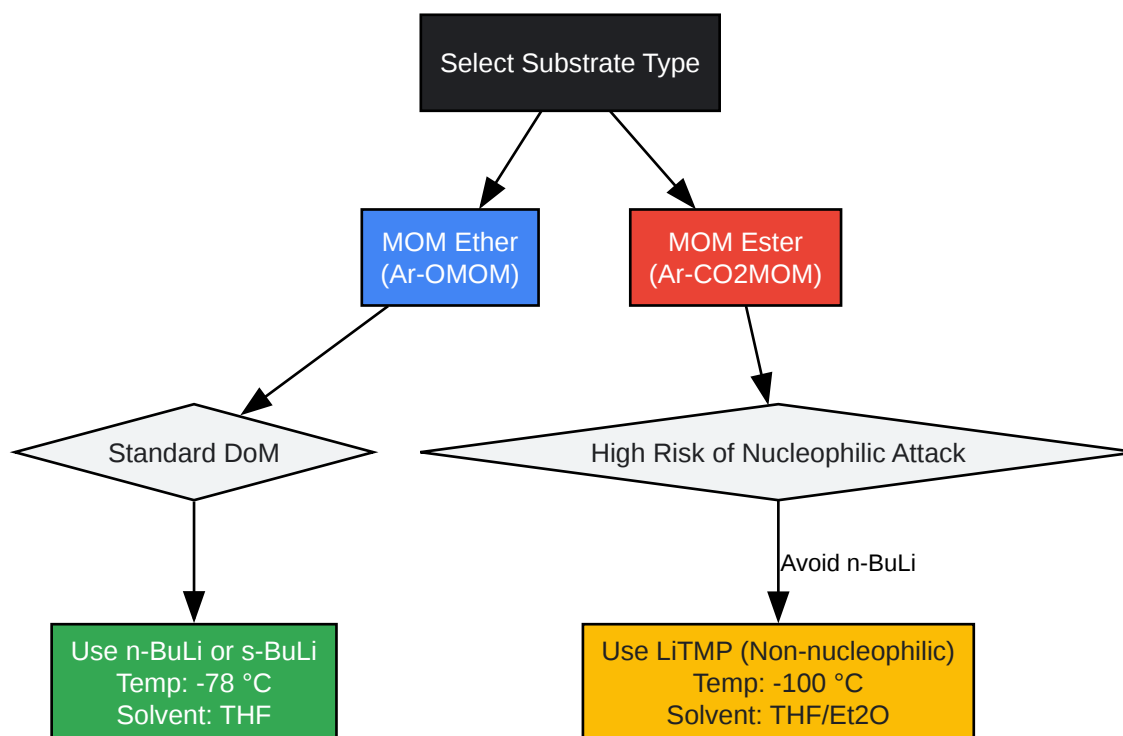 Select Substrate Type
MOM Ether
(Ar-OMOM)
MOM Ester
(Ar-CO2MOM)
Standard DoM
High Risk of Nucleophilic Attack
Avoid n-BuLi
Use n-BuLi or s-BuLi
Temp: -78 °C
Solvent: THF
Use LiTMP (Non-nucleophilic)
Temp: -100 °C
Solvent: THF/Et2O